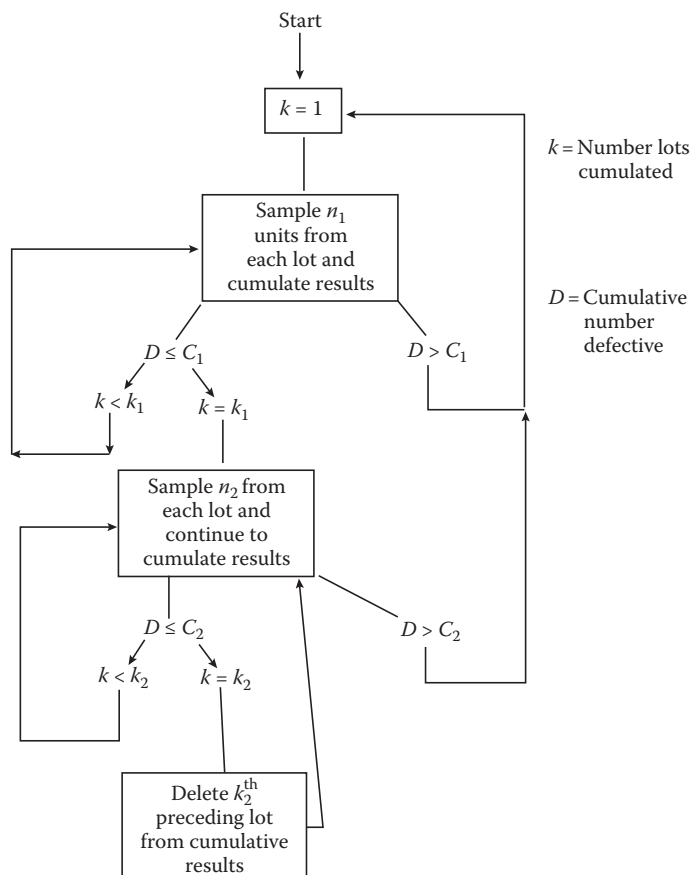 Start
k = 1
k = Number lots
cumulated
Sample n₁
units from
each lot and
cumulate results
D = Cumulative
number
defective
D ≤ C₁
D > C₁
k < k₁
k = k₁
Sample n₂ from
each lot and
continue to
cumulate results
D ≤ C₂
D > C₂
k < k₂
k = k₂
Delete k₂ᵗʰ
preceding lot
from cumulative
results